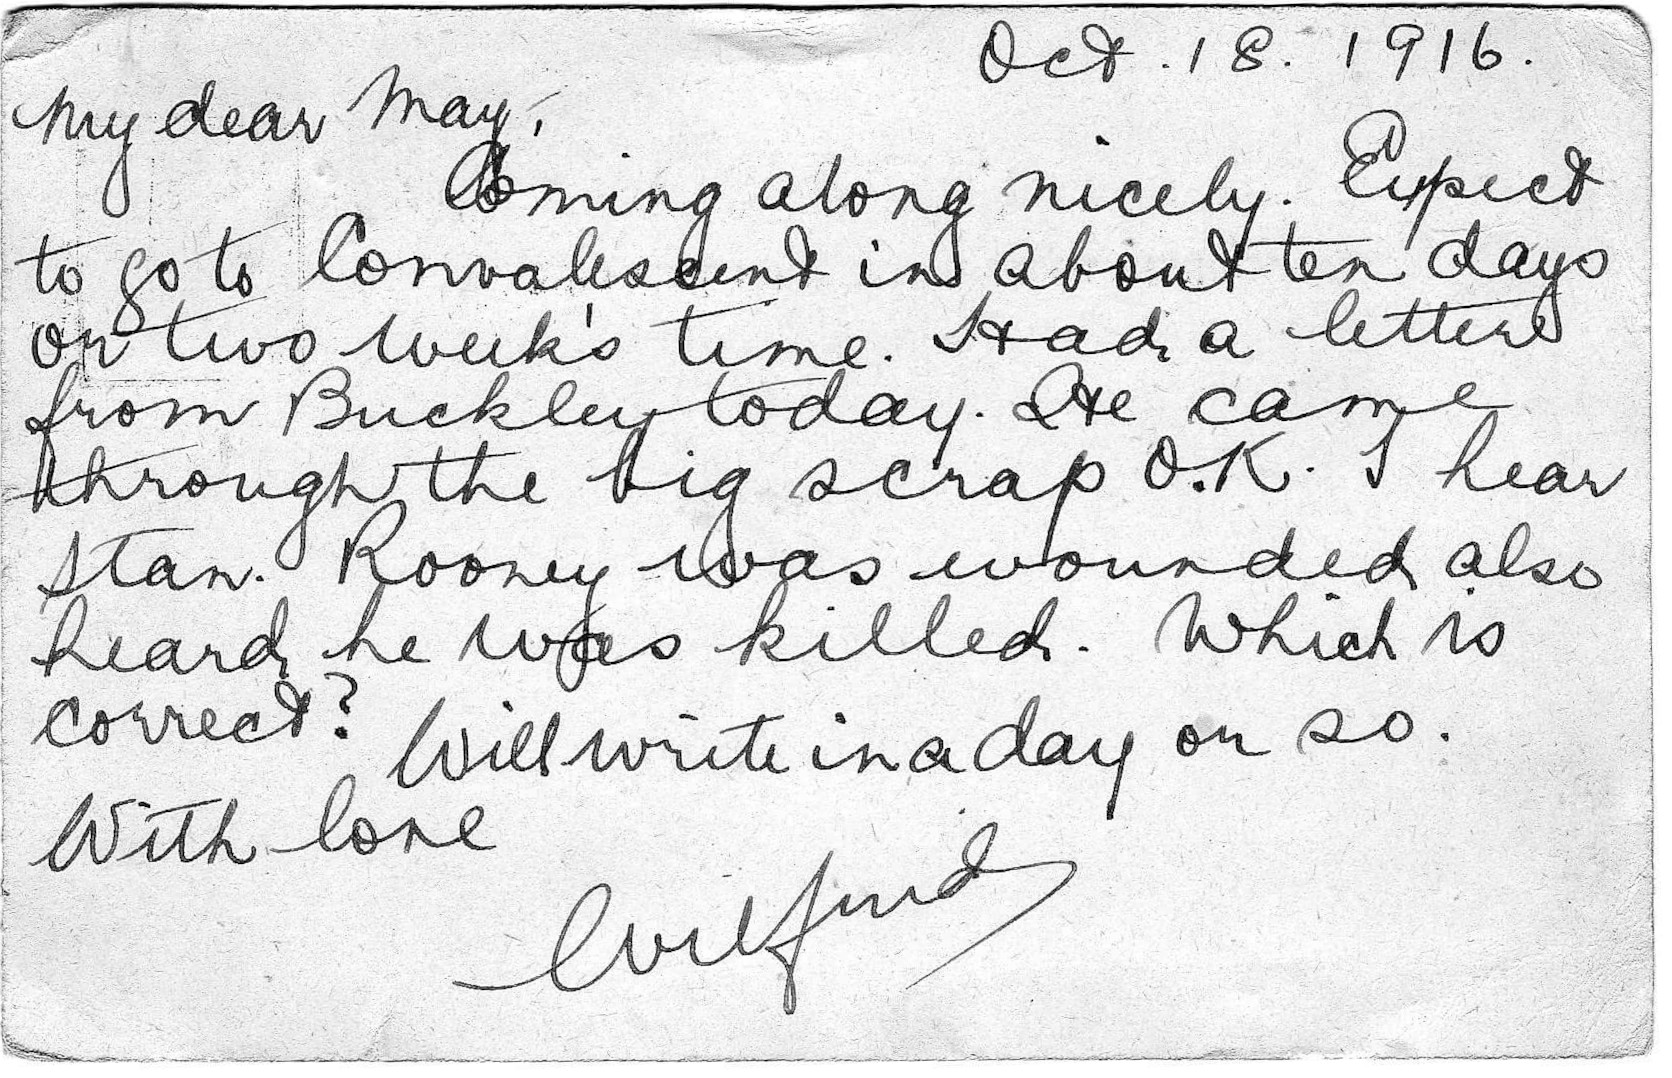 Oct. 18. 1916.
My dear May,
Coming along nicely. Expect
to go to Convalescent in about ten days
or two week's time. Had a letter
from Buckley today. He came
through the big scrap O.K. I hear
Stan. Rooney was wounded also
heard he was killed. Which is
correct?
Will write in a day or so.
With love
Wilfrid